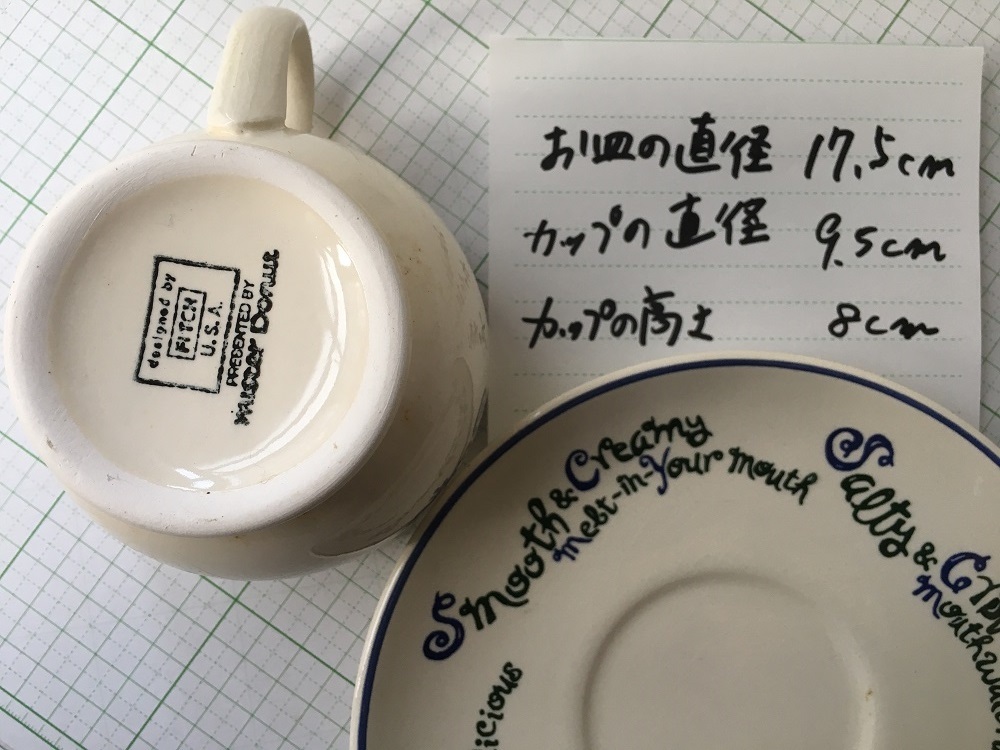 お皿の直径 17.5cm
カップの直径 9.5cm
カップの高さ 8cm
designed by
FITCH
U.S.A.
PRESENTED BY
Mister Donut
Smooth & Creamy
melt-in-Your mouth
Salty &